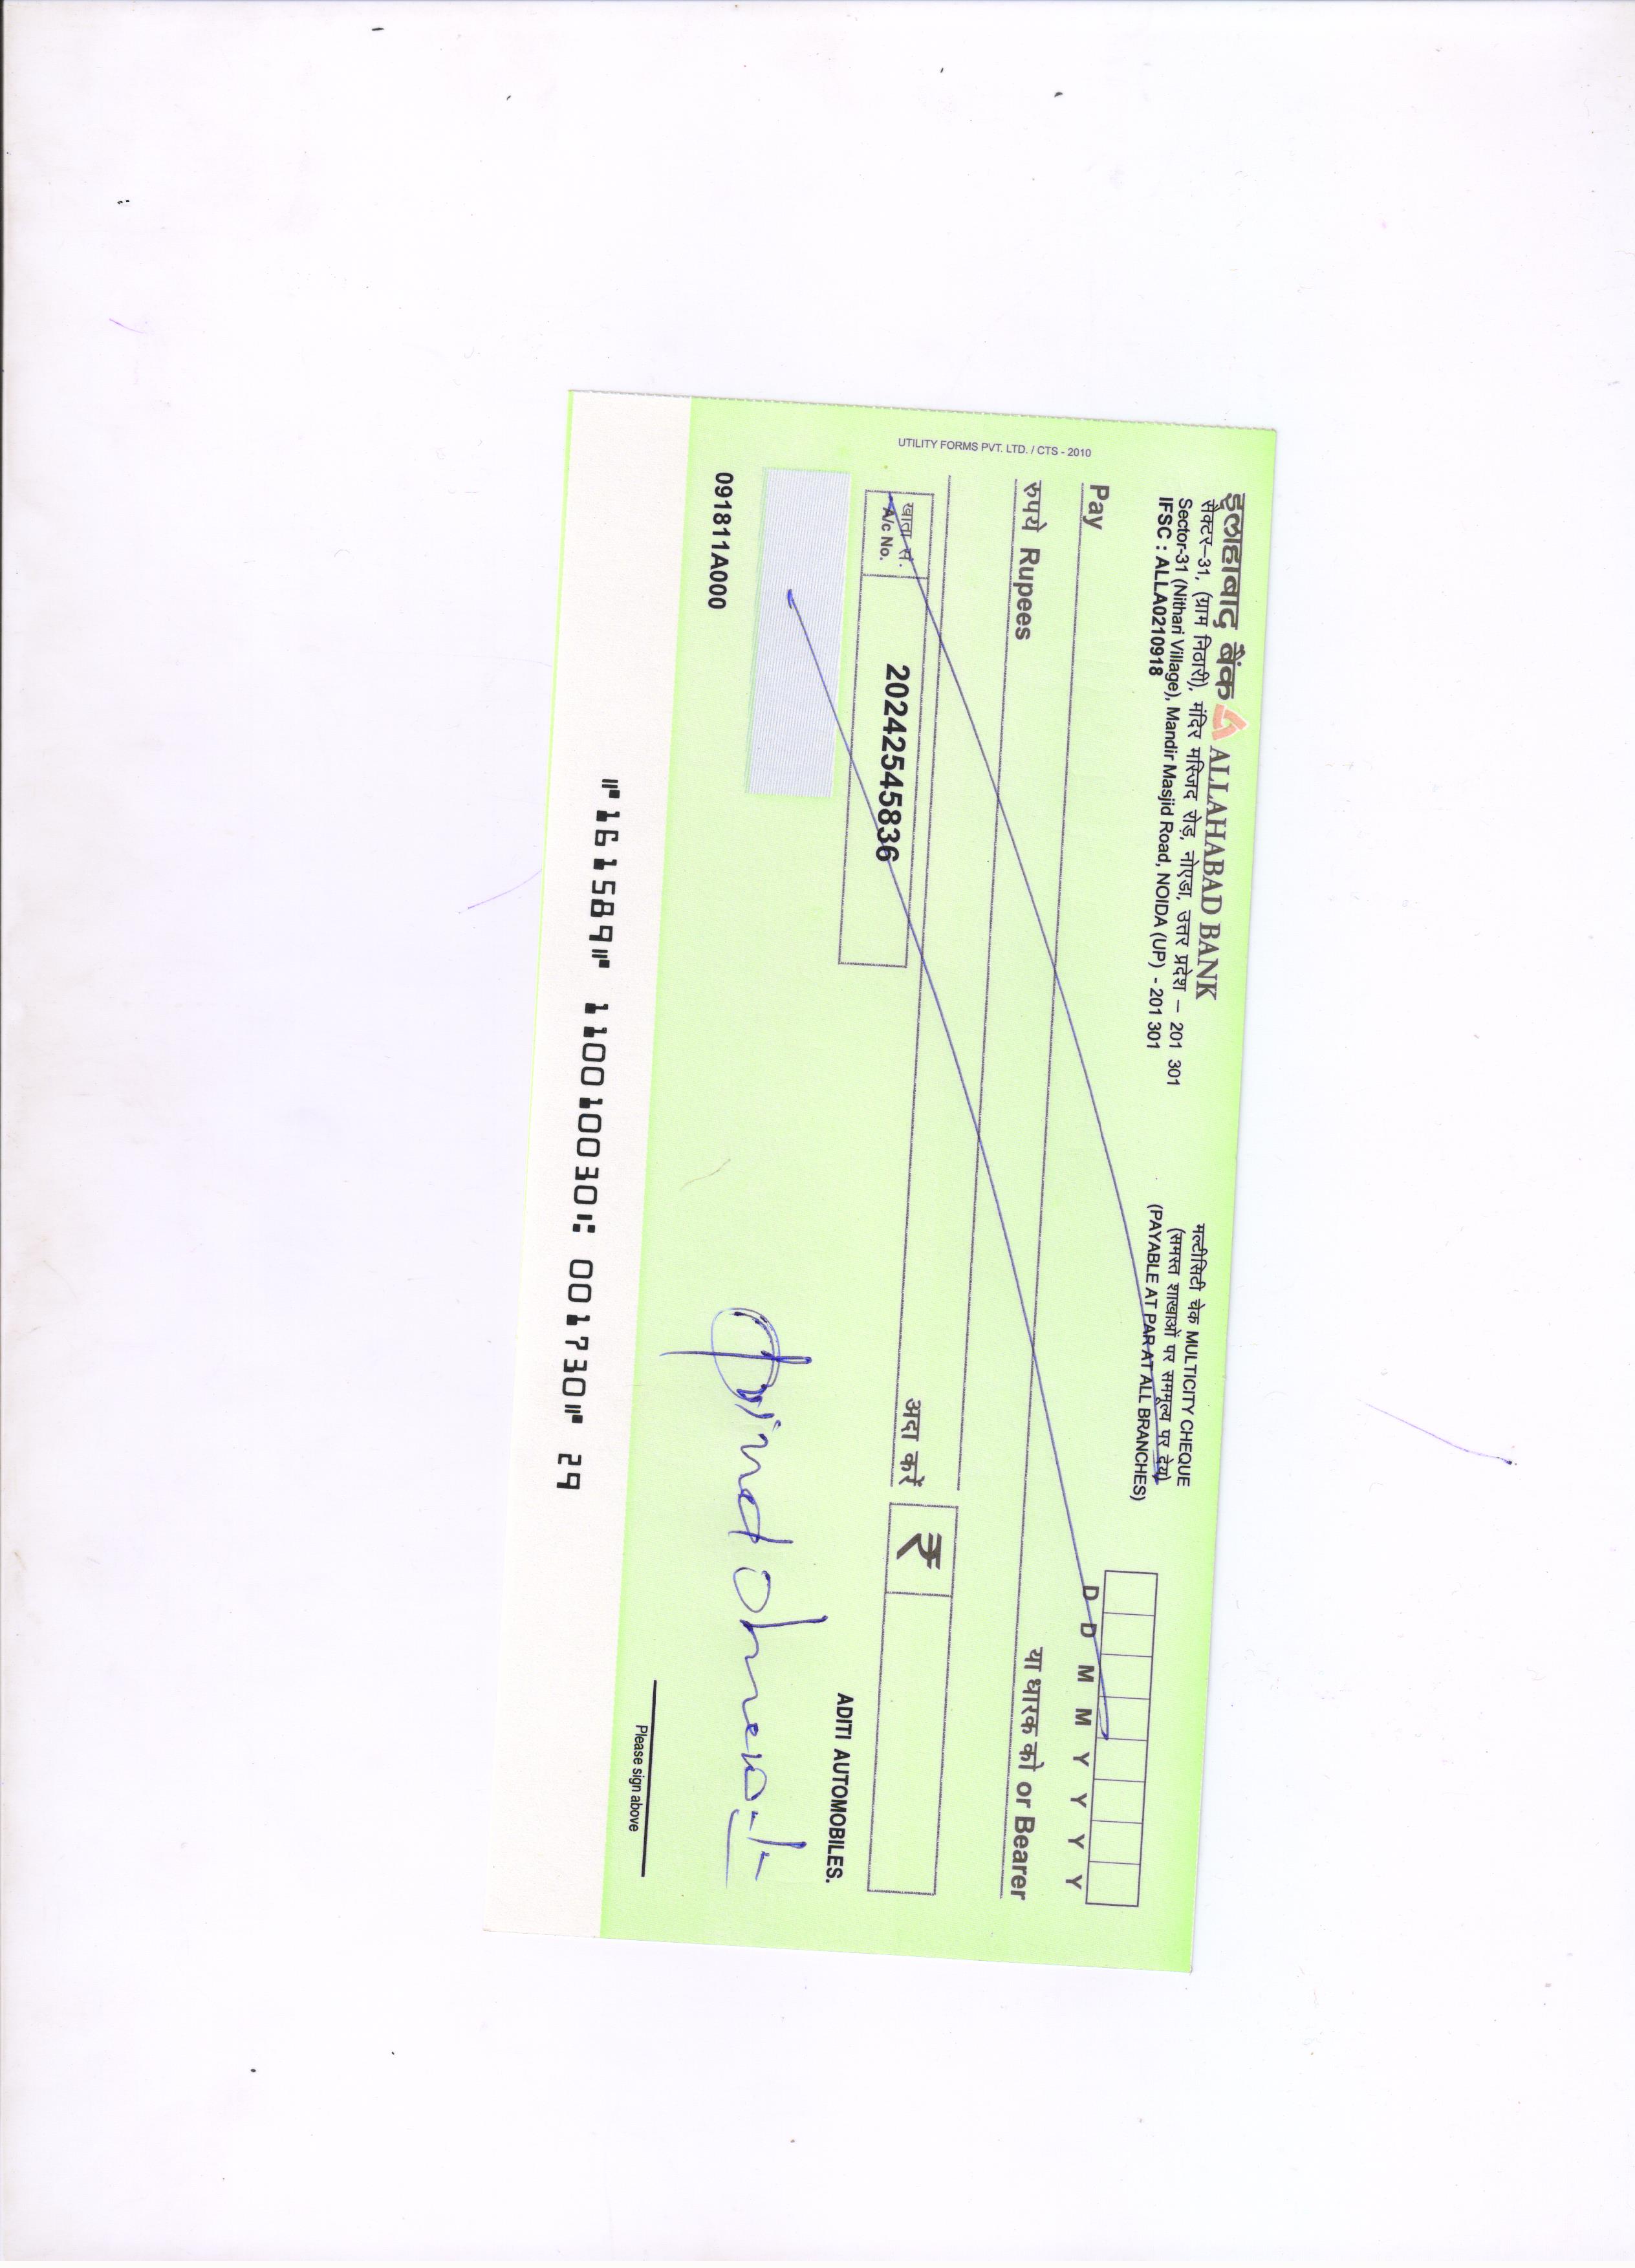 इलाहाबाद बैंक ALLAHABAD BANK
सैक्टर–31, (ग्राम निठारी), मंदिर मस्जिद रोड़, नोएडा, उत्तर प्रदेश – 201 301
Sector-31 (Nithari Village), Mandir Masjid Road, NOIDA (UP) - 201 301
IFSC : ALLA0210918
मल्टीसिटी चेक MULTICITY CHEQUE
(समस्त शाखाओं पर सममूल्य पर देय)
(PAYABLE AT PAR AT ALL BRANCHES)
D D M M Y Y Y Y
Pay
या धारक को or Bearer
रुपये Rupees
अदा करें ₹
खाता सं.
A/c No.
20242545836
ADITI AUTOMOBILES.
UTILITY FORMS PVT. LTD. / CTS - 2010
091811A000
Please sign above
⑈161589⑈ 110010030⑆ 001730⑈ 29